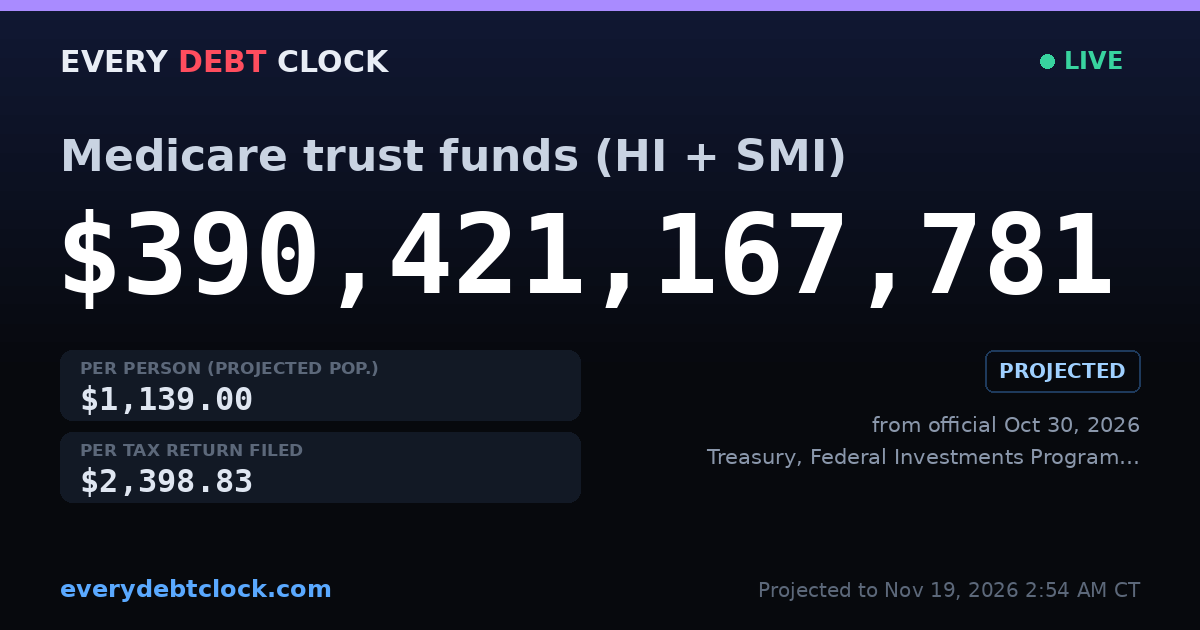 EVERY DEBT CLOCK
LIVE
Medicare trust funds (HI + SMI)
$390,421,167,781
PER PERSON (PROJECTED POP.)
$1,139.00
PER TAX RETURN FILED
$2,398.83
PROJECTED
from official Oct 30, 2026
Treasury, Federal Investments Program…
everydebtclock.com
Projected to Nov 19, 2026 2:54 AM CT